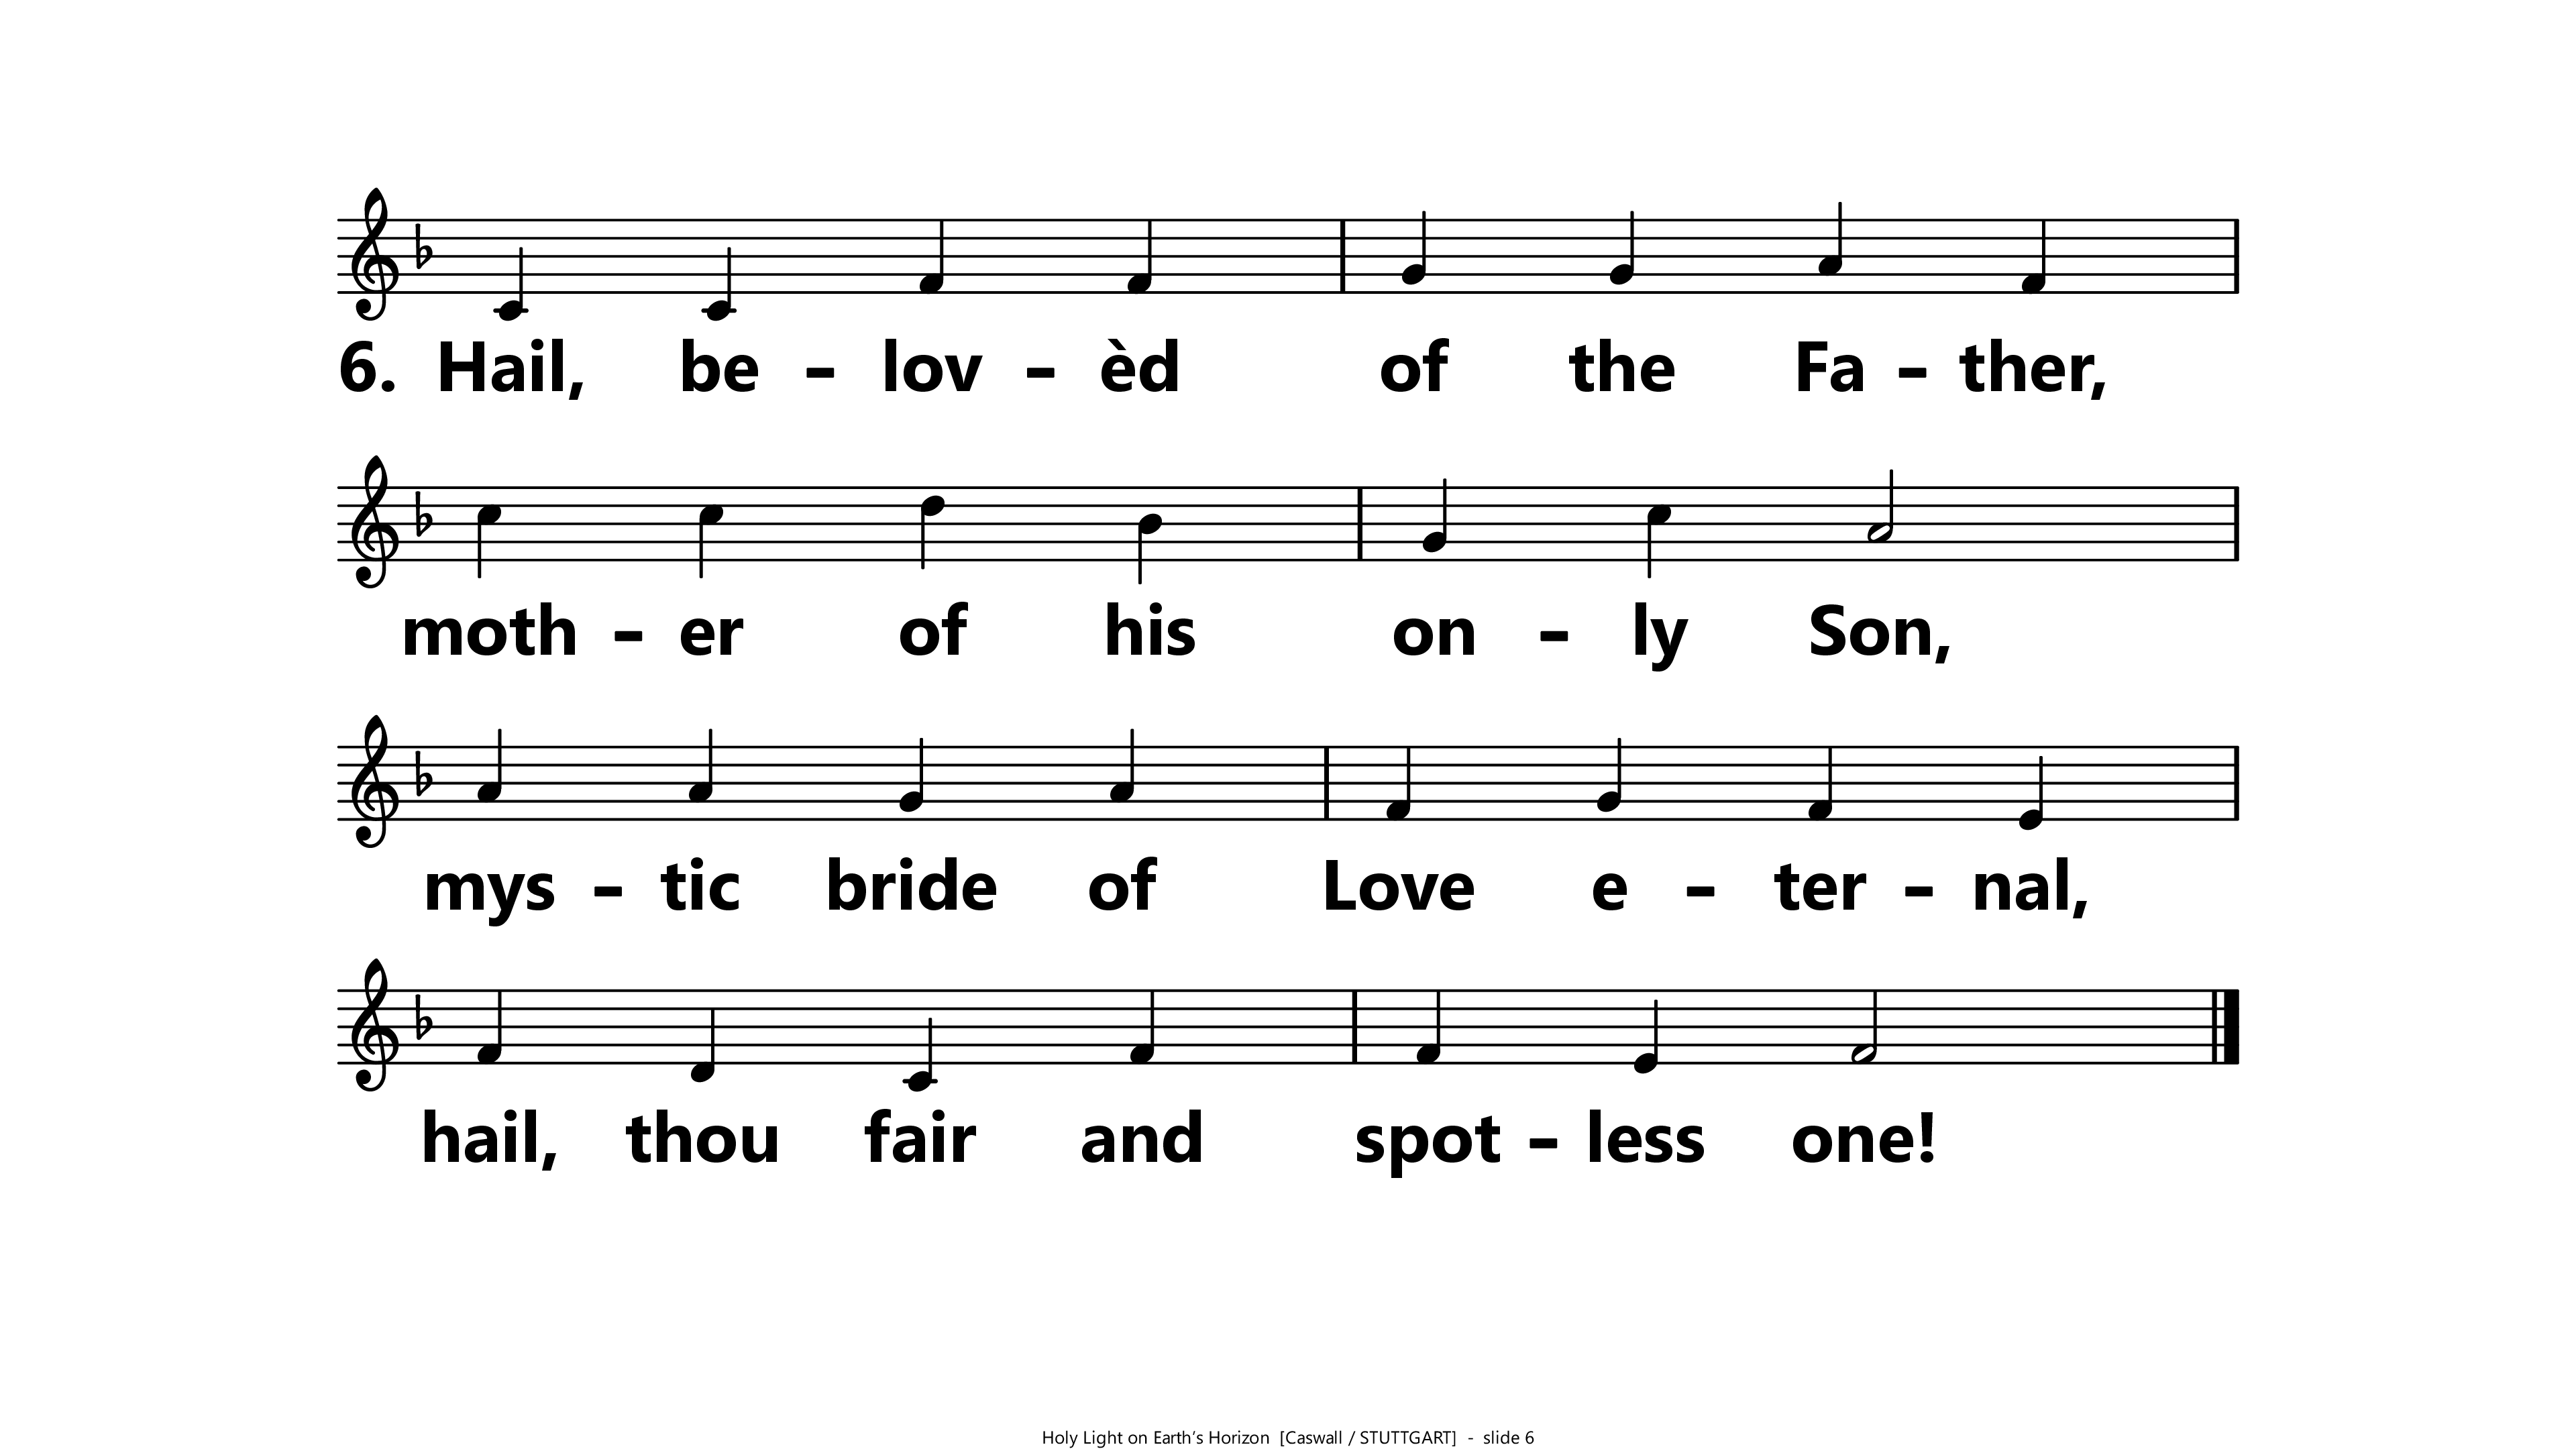 6. Hail, be - lov - èd of the Fa - ther,
moth - er of his on - ly Son,
mys - tic bride of Love e - ter - nal,
hail, thou fair and spot - less one!
Holy Light on Earth’s Horizon [Caswall / STUTTGART] - slide 6